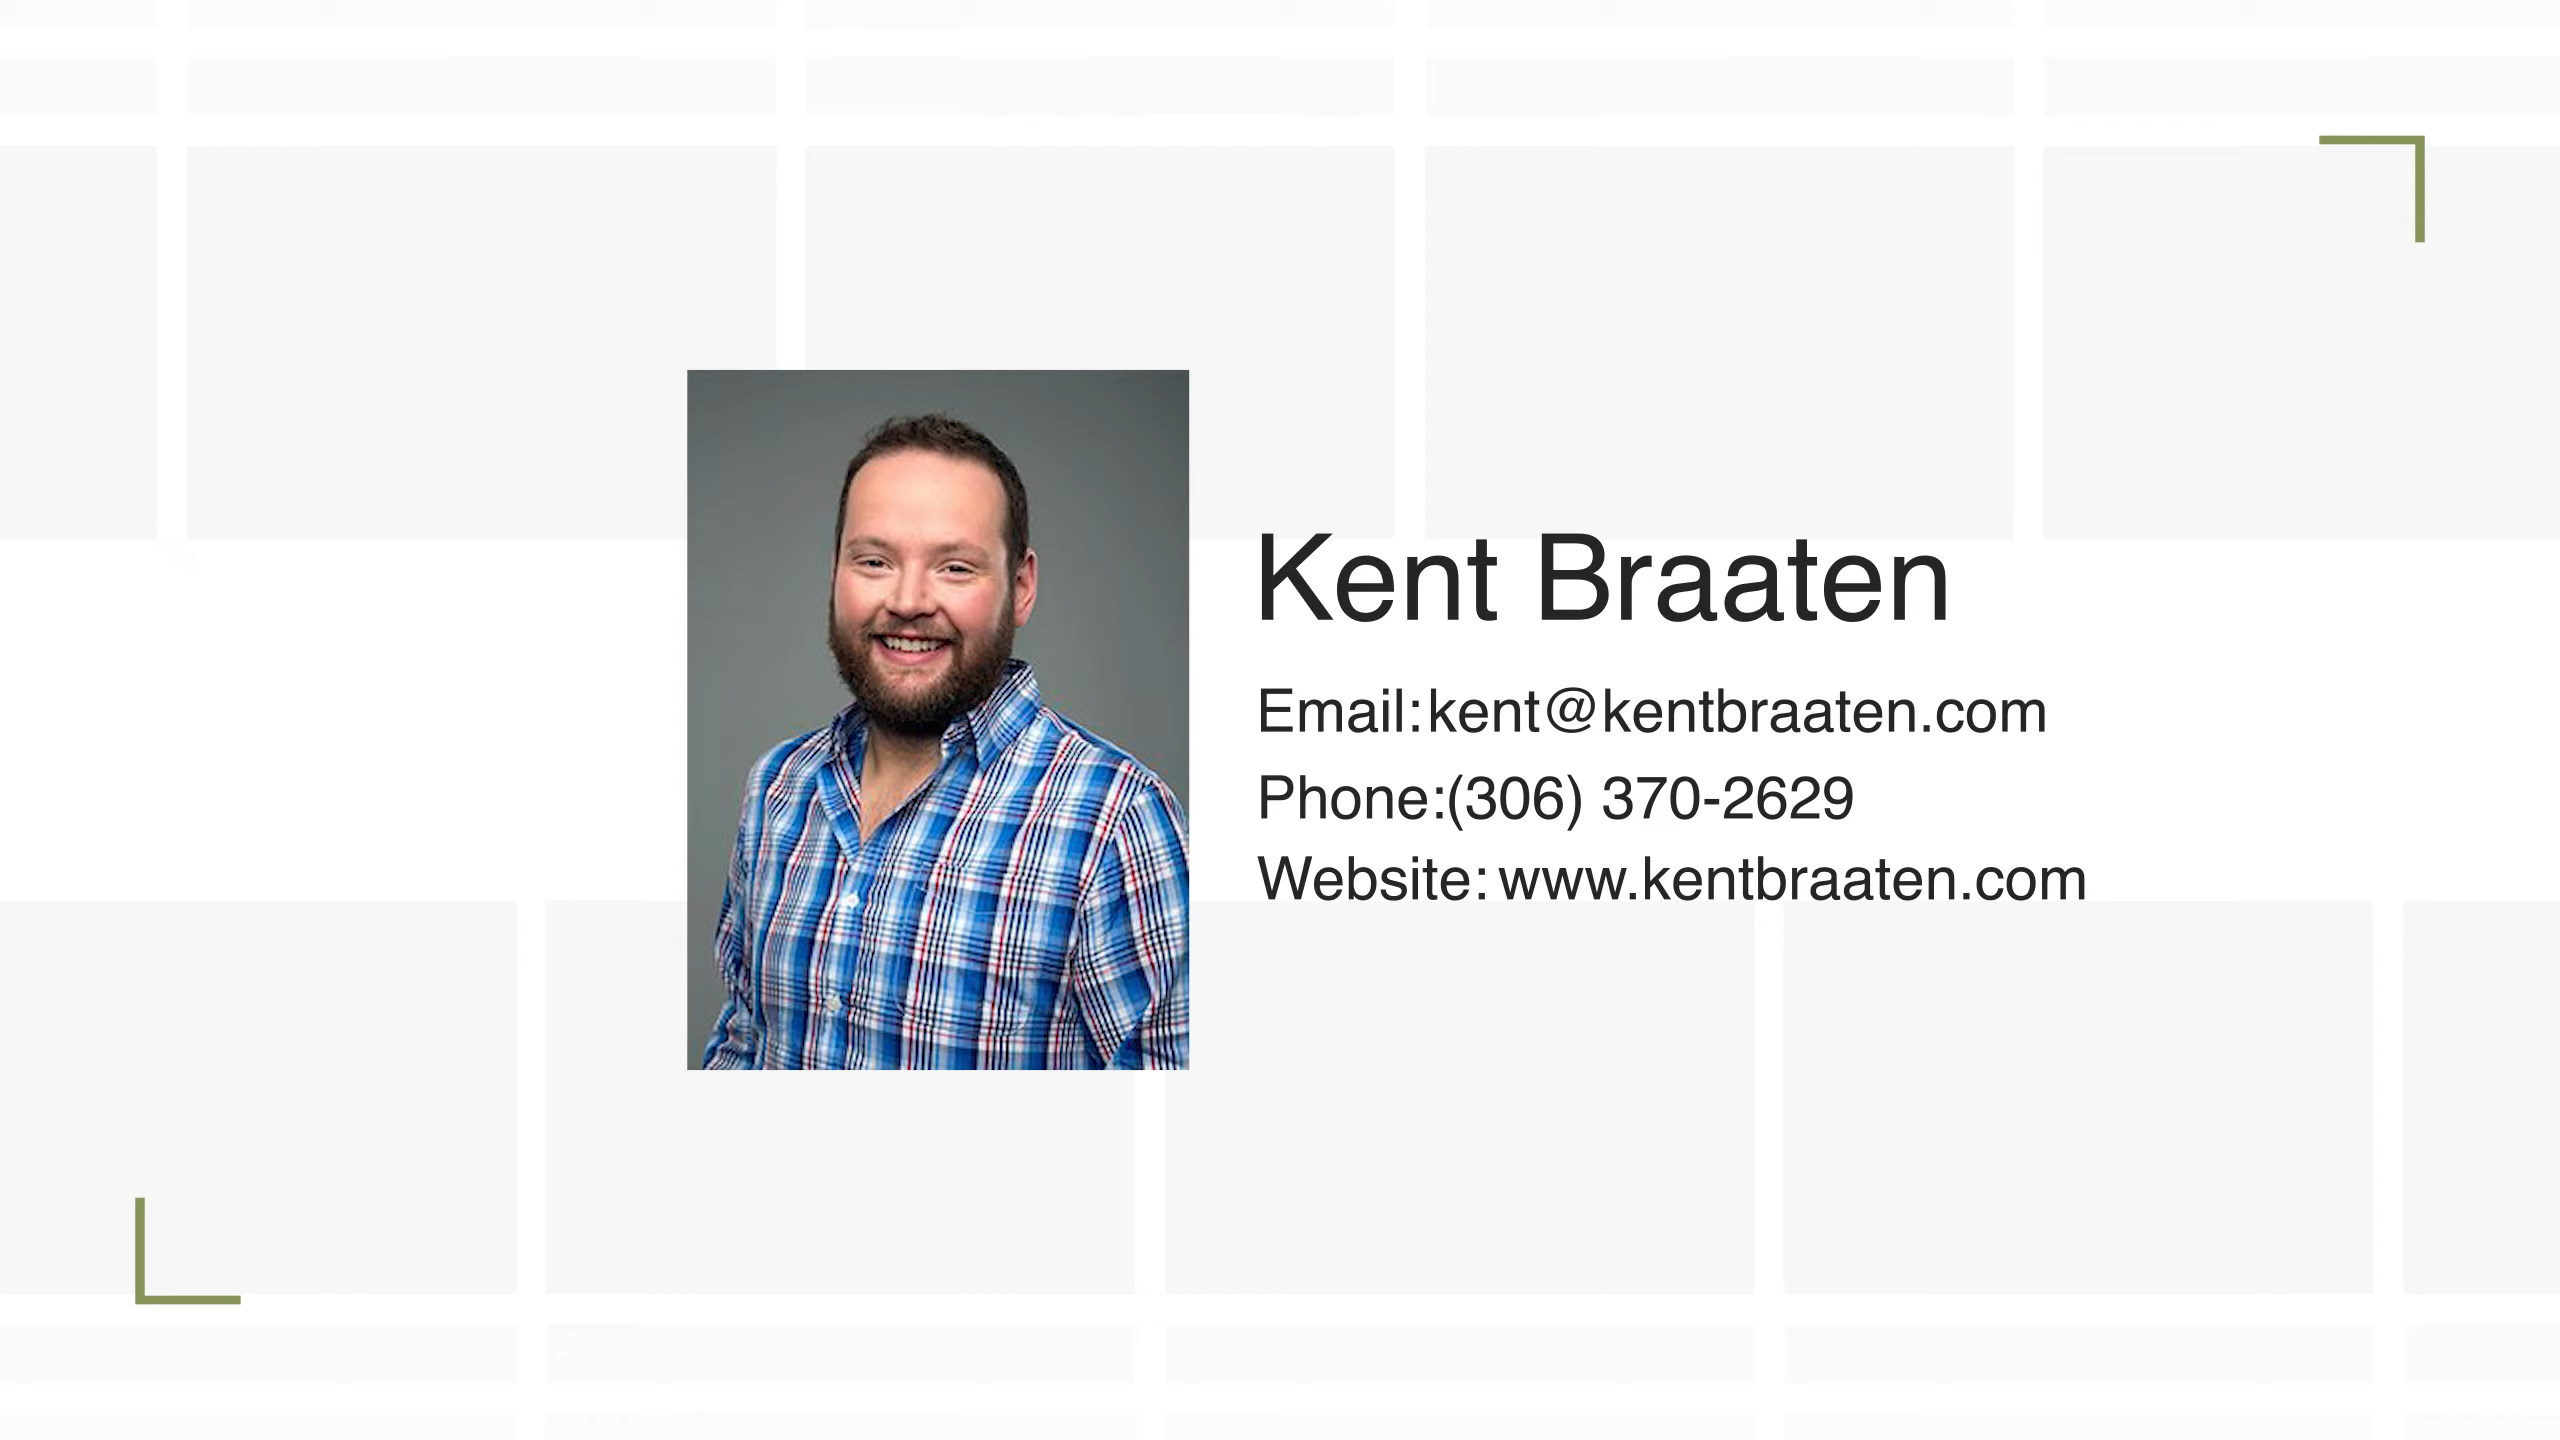 Kent Braaten
Email: kent@kentbraaten.com
Phone:(306) 370-2629
Website: www.kentbraaten.com